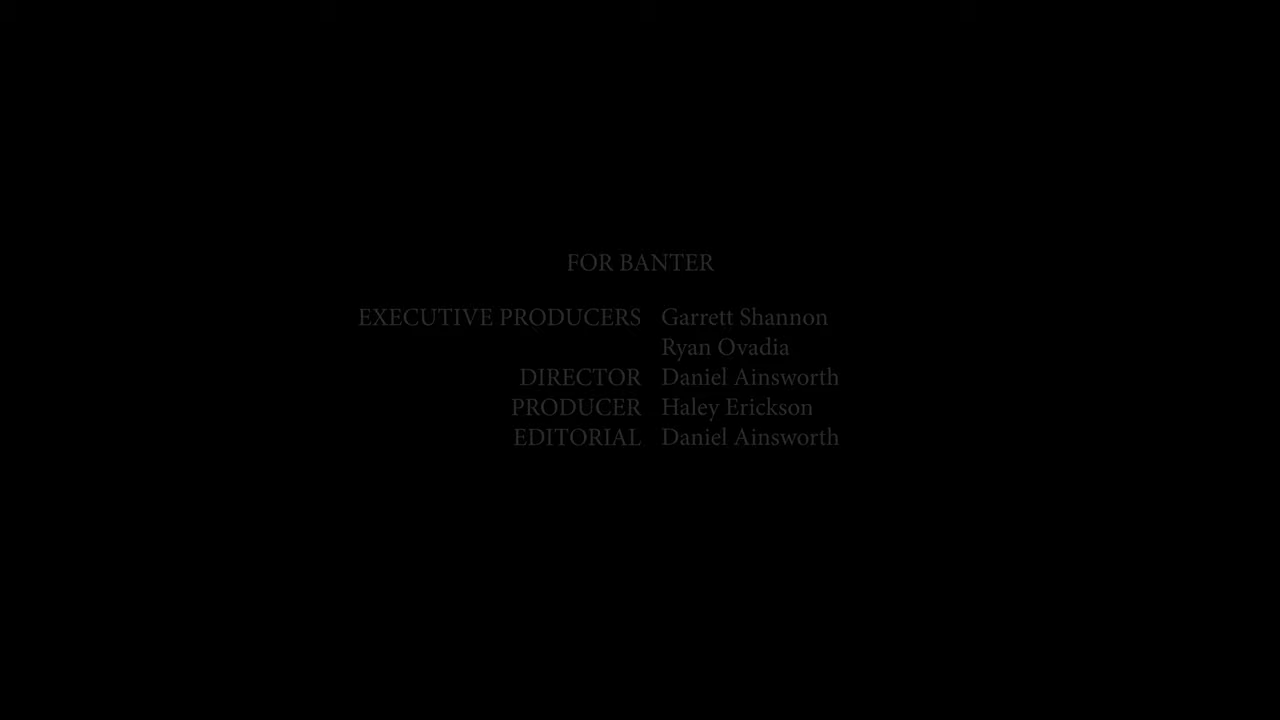 FOR BANTER
EXECUTIVE PRODUCERS Garrett Shannon
Ryan Ovadia
DIRECTOR Daniel Ainsworth
PRODUCER Haley Erickson
EDITORIAL Daniel Ainsworth